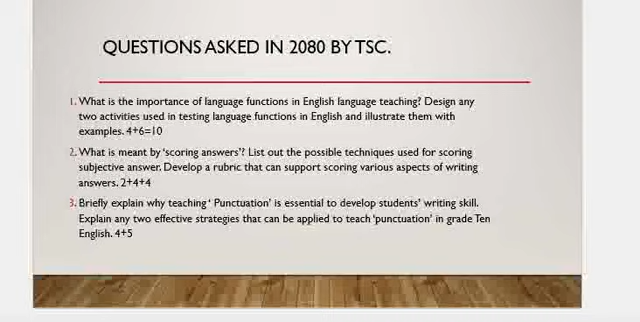 QUESTIONS ASKED IN 2080 BY TSC.
1. What is the importance of language functions in English language teaching? Design any
two activities used in testing language functions in English and illustrate them with
examples. 4+6=10
2. What is meant by 'scoring answers'? List out the possible techniques used for scoring
subjective answer. Develop a rubric that can support scoring various aspects of writing
answers. 2+4+4
3. Briefly explain why teaching ' Punctuation' is essential to develop students' writing skill.
Explain any two effective strategies that can be applied to teach 'punctuation' in grade Ten
English. 4+5